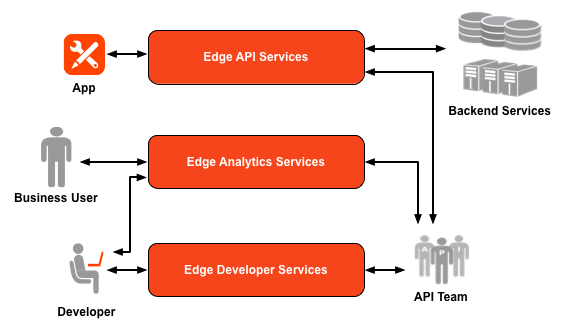 Edge API Services
App
Backend Services
Edge Analytics Services
Business User
Edge Developer Services
Developer
API Team